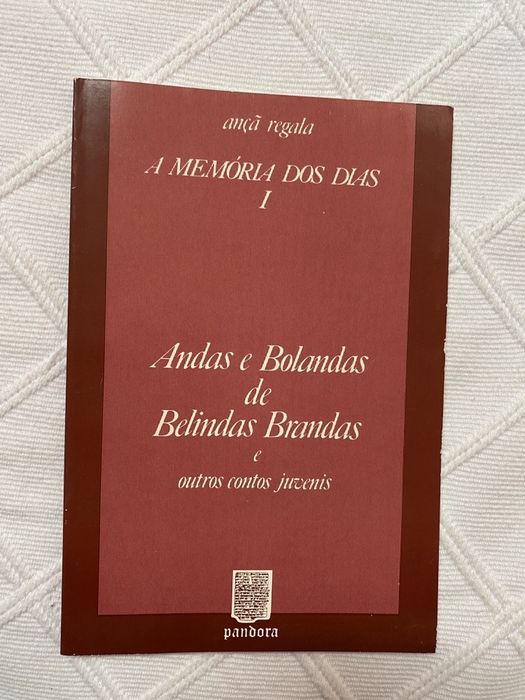 ançã regala
A MEMÓRIA DOS DIAS
I
Andas e Bolandas
de
Belindas Brandas
e
outros contos juvenis
pandora